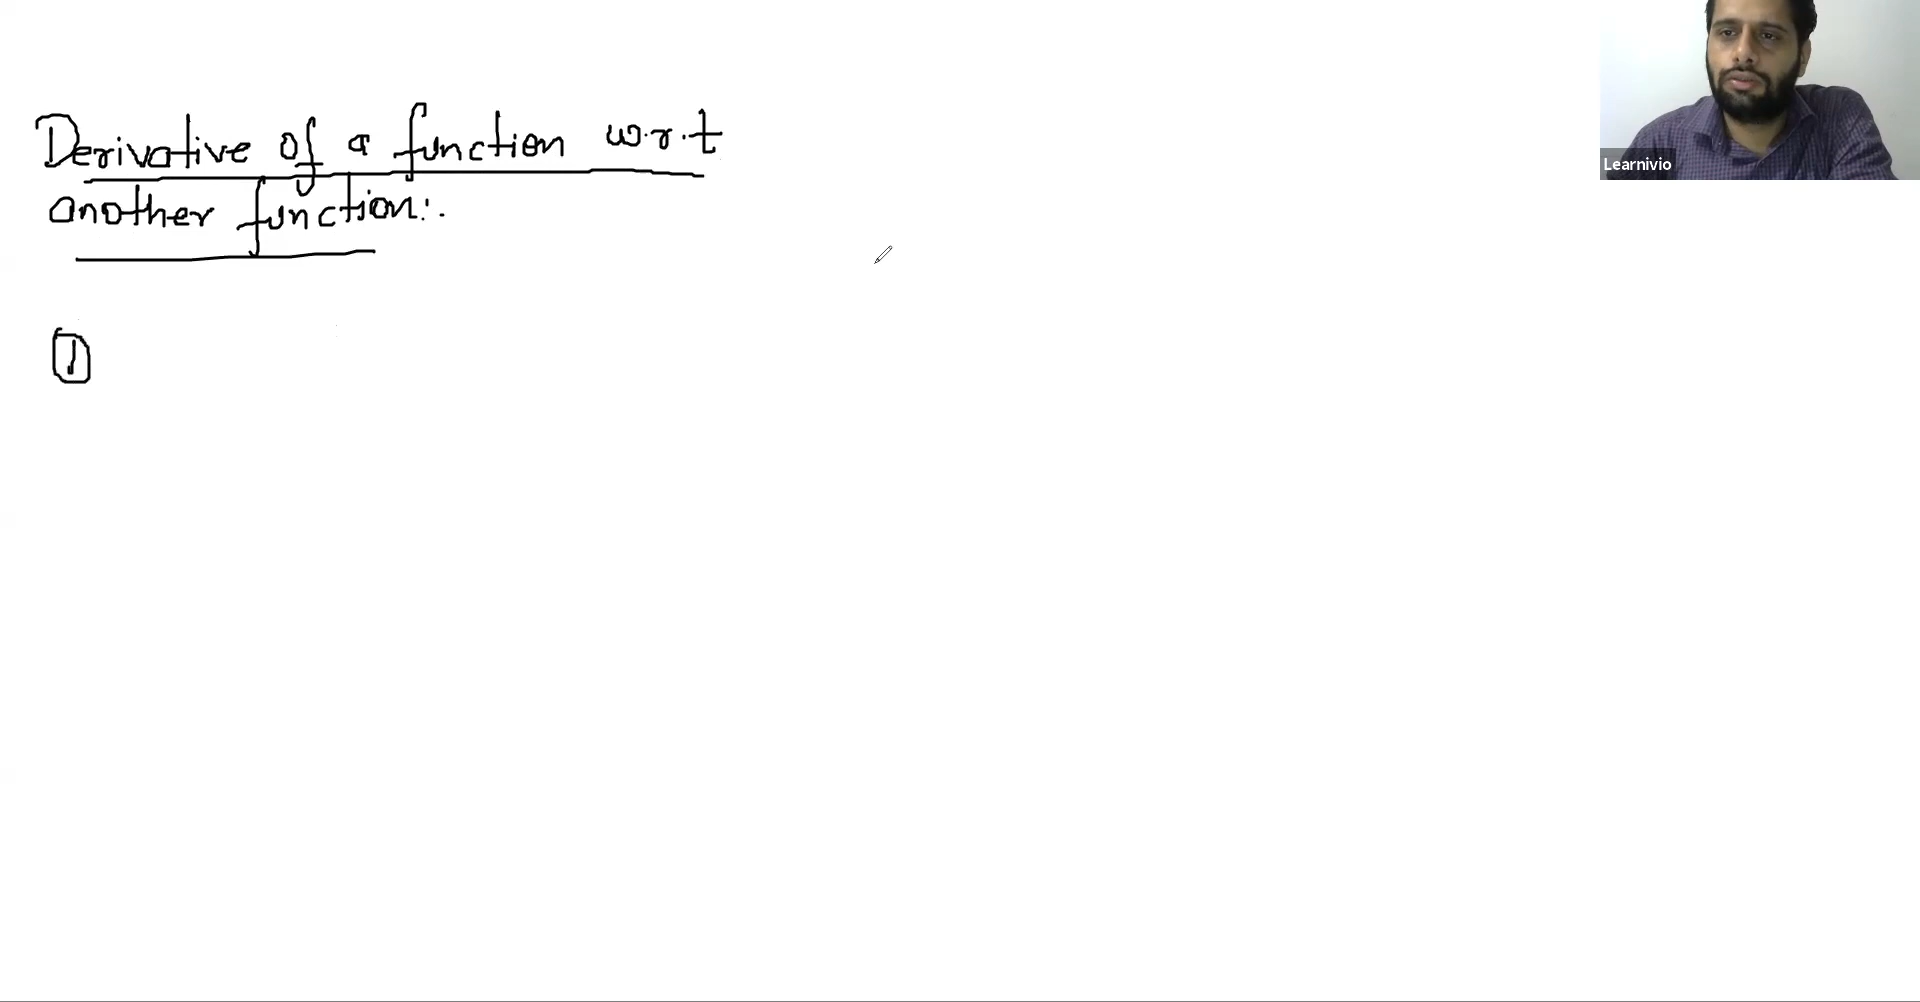 Derivative of a function w.r.t
another function:.
①
Learnivio